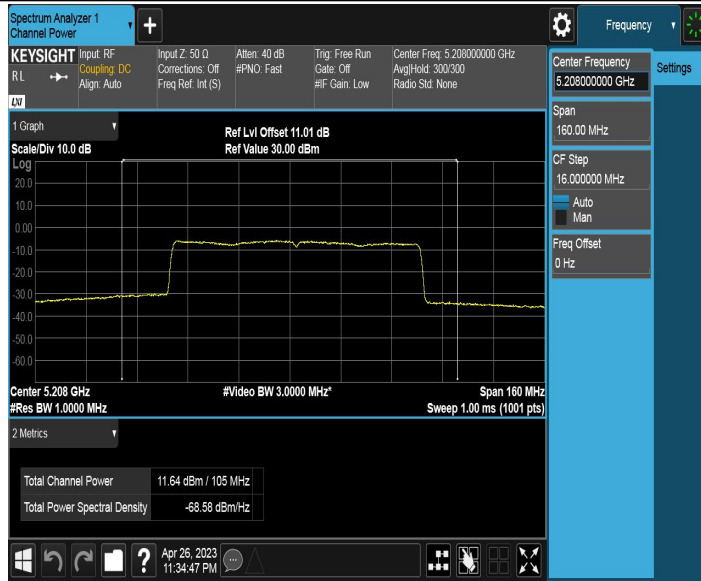 Spectrum Analyzer 1
Channel Power
+
Frequency
KEYSIGHT
RL
LXI
Input: RF
Coupling: DC
Align: Auto
Input Z: 50 Ω
Corrections: Off
Freq Ref: Int (S)
Atten: 40 dB
#PNO: Fast
Trig: Free Run
Gate: Off
#IF Gain: Low
Center Freq: 5.208000000 GHz
Avg|Hold: 300/300
Radio Std: None
Center Frequency
5.208000000 GHz
Settings
Span
160.00 MHz
CF Step
16.000000 MHz
Auto
Man
Freq Offset
0 Hz
1 Graph
Scale/Div 10.0 dB
Ref Lvl Offset 11.01 dB
Ref Value 30.00 dBm
Log
20.0
10.0
0.00
-10.0
-20.0
-30.0
-40.0
-50.0
-60.0
Center 5.208 GHz
#Video BW 3.0000 MHz*
Span 160 MHz
#Res BW 1.0000 MHz
Sweep 1.00 ms (1001 pts)
2 Metrics
Total Channel Power 11.64 dBm / 105 MHz
Total Power Spectral Density -68.58 dBm/Hz
?
Apr 26, 2023
11:34:47 PM